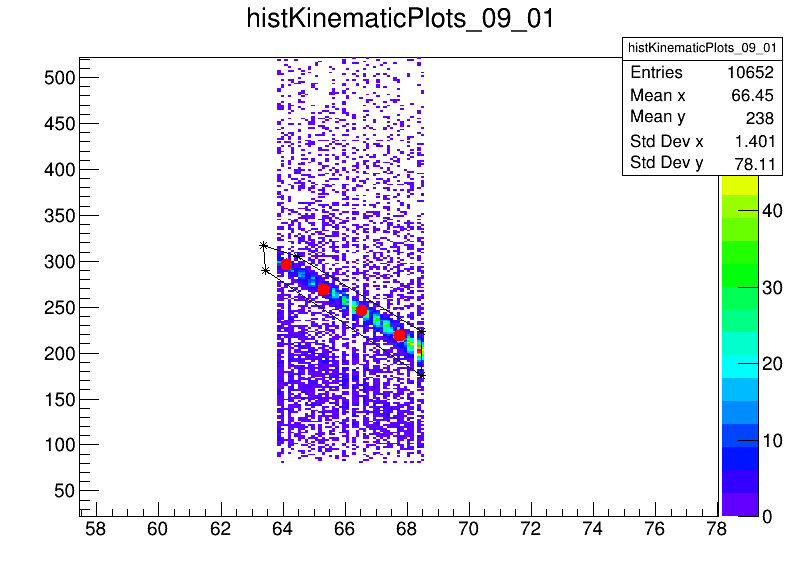 histKinematicPlots_09_01
histKinematicPlots_09_01
Entries 10652
Mean x 66.45
Mean y 238
Std Dev x 1.401
Std Dev y 78.11
500
450
400
350
300
250
200
150
100
50
58 60 62 64 66 68 70 72 74 76 78
40
30
20
10
0